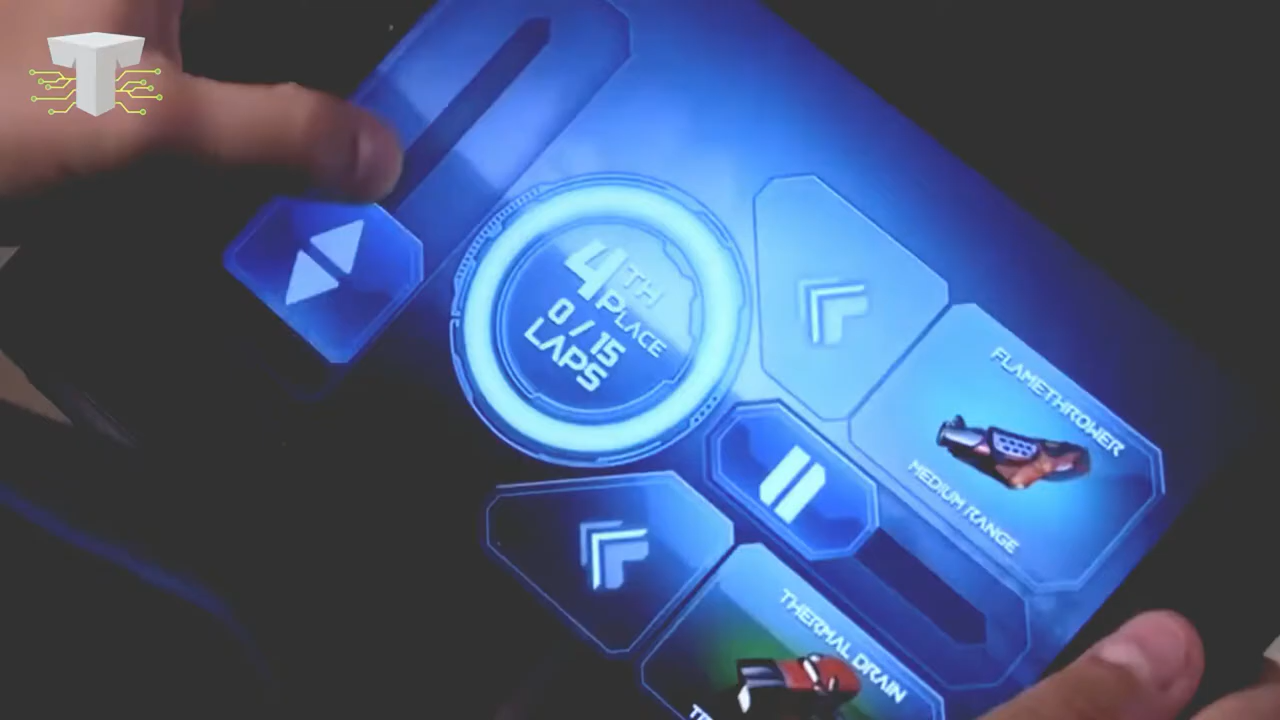 4TH
PLACE
0 / 15
LAPS
FLAMETHROWER
MEDIUM RANGE
THERMAL DRAIN